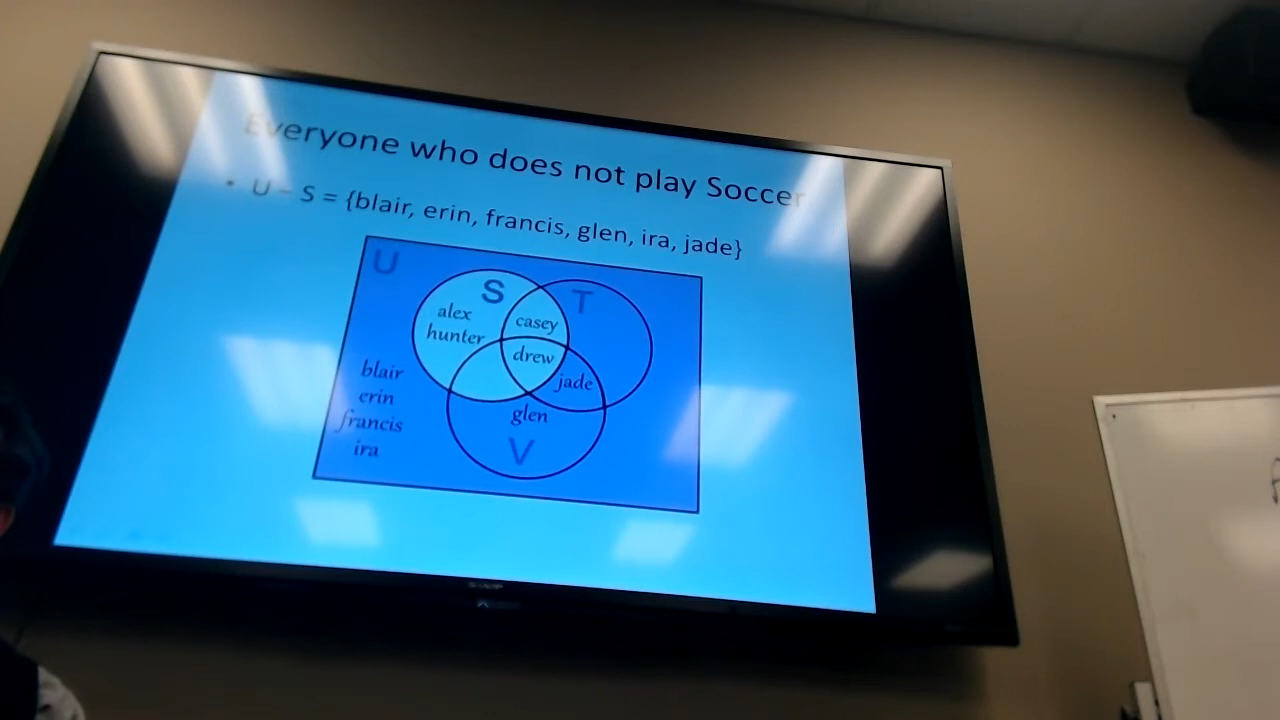 Everyone who does not play Soccer
• U – S = {blair, erin, francis, glen, ira, jade}
U
S
T
alex
hunter
casey
drew
jade
blair
erin
francis
ira
glen
V